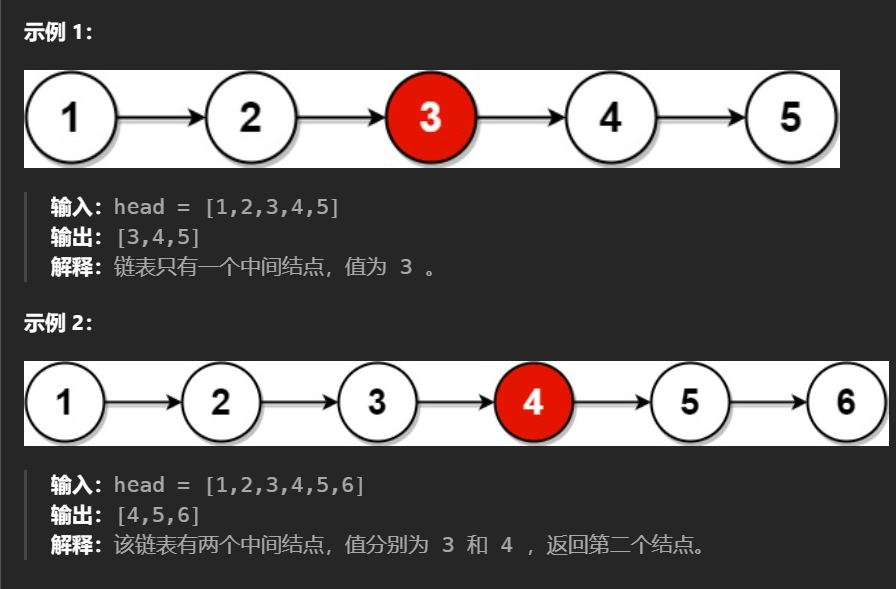 示例 1：
1 2 3 4 5
输入：head = [1,2,3,4,5]
输出：[3,4,5]
解释：链表只有一个中间结点，值为 3 。
示例 2：
1 2 3 4 5 6
输入：head = [1,2,3,4,5,6]
输出：[4,5,6]
解释：该链表有两个中间结点，值分别为 3 和 4 ，返回第二个结点。